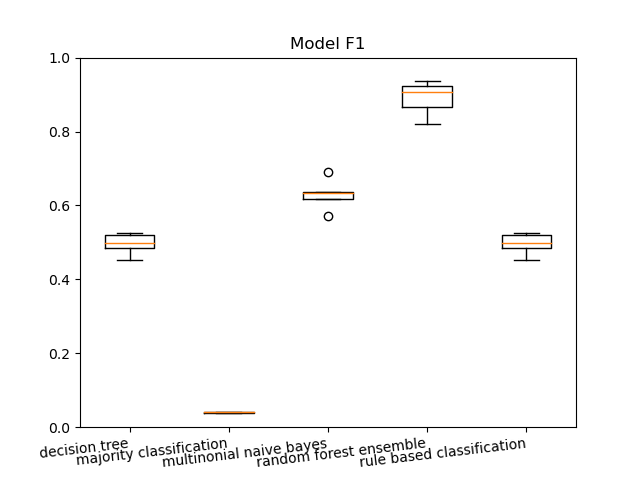 Model F1
1.0
0.8
0.6
0.4
0.2
0.0
decision tree
majority classification
multinonial naive bayes
random forest ensemble
rule based classification